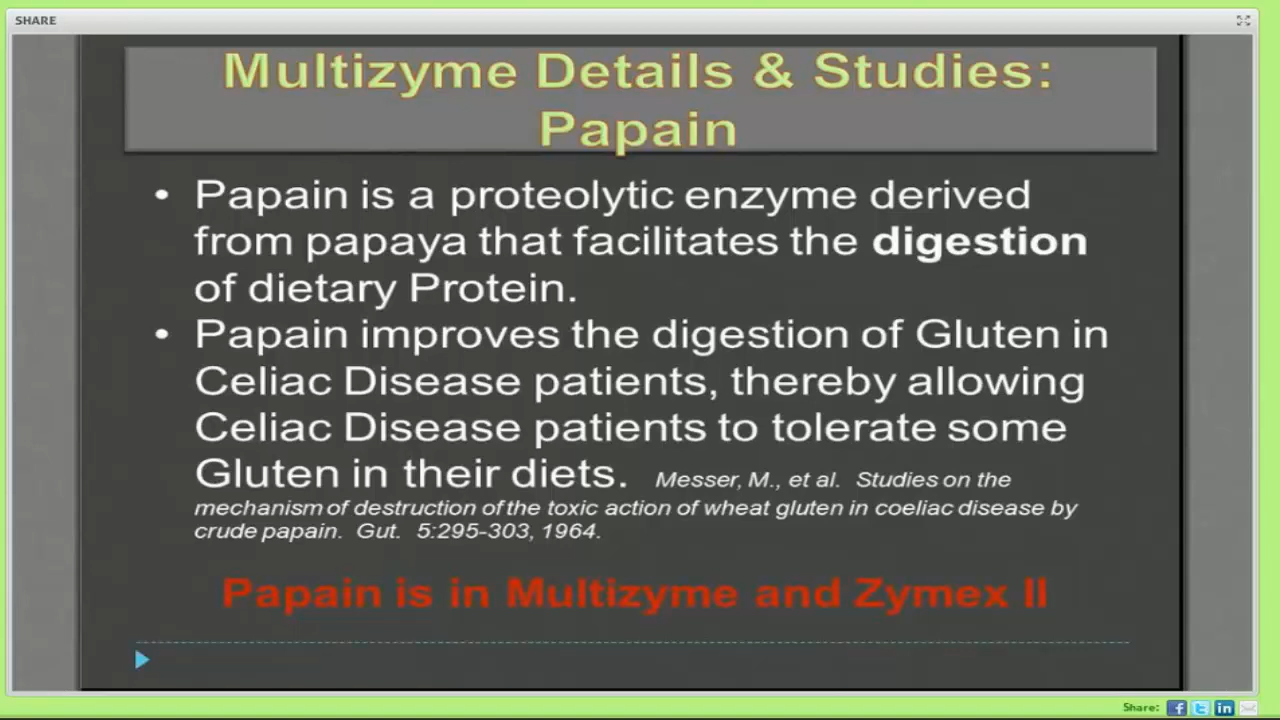 SHARE
Multizyme Details & Studies:
Papain
• Papain is a proteolytic enzyme derived
from papaya that facilitates the digestion
of dietary Protein.
• Papain improves the digestion of Gluten in
Celiac Disease patients, thereby allowing
Celiac Disease patients to tolerate some
Gluten in their diets. Messer, M., et al. Studies on the
mechanism of destruction of the toxic action of wheat gluten in coeliac disease by
crude papain. Gut. 5:295-303, 1964.
Papain is in Multizyme and Zymex II
Share: f t in